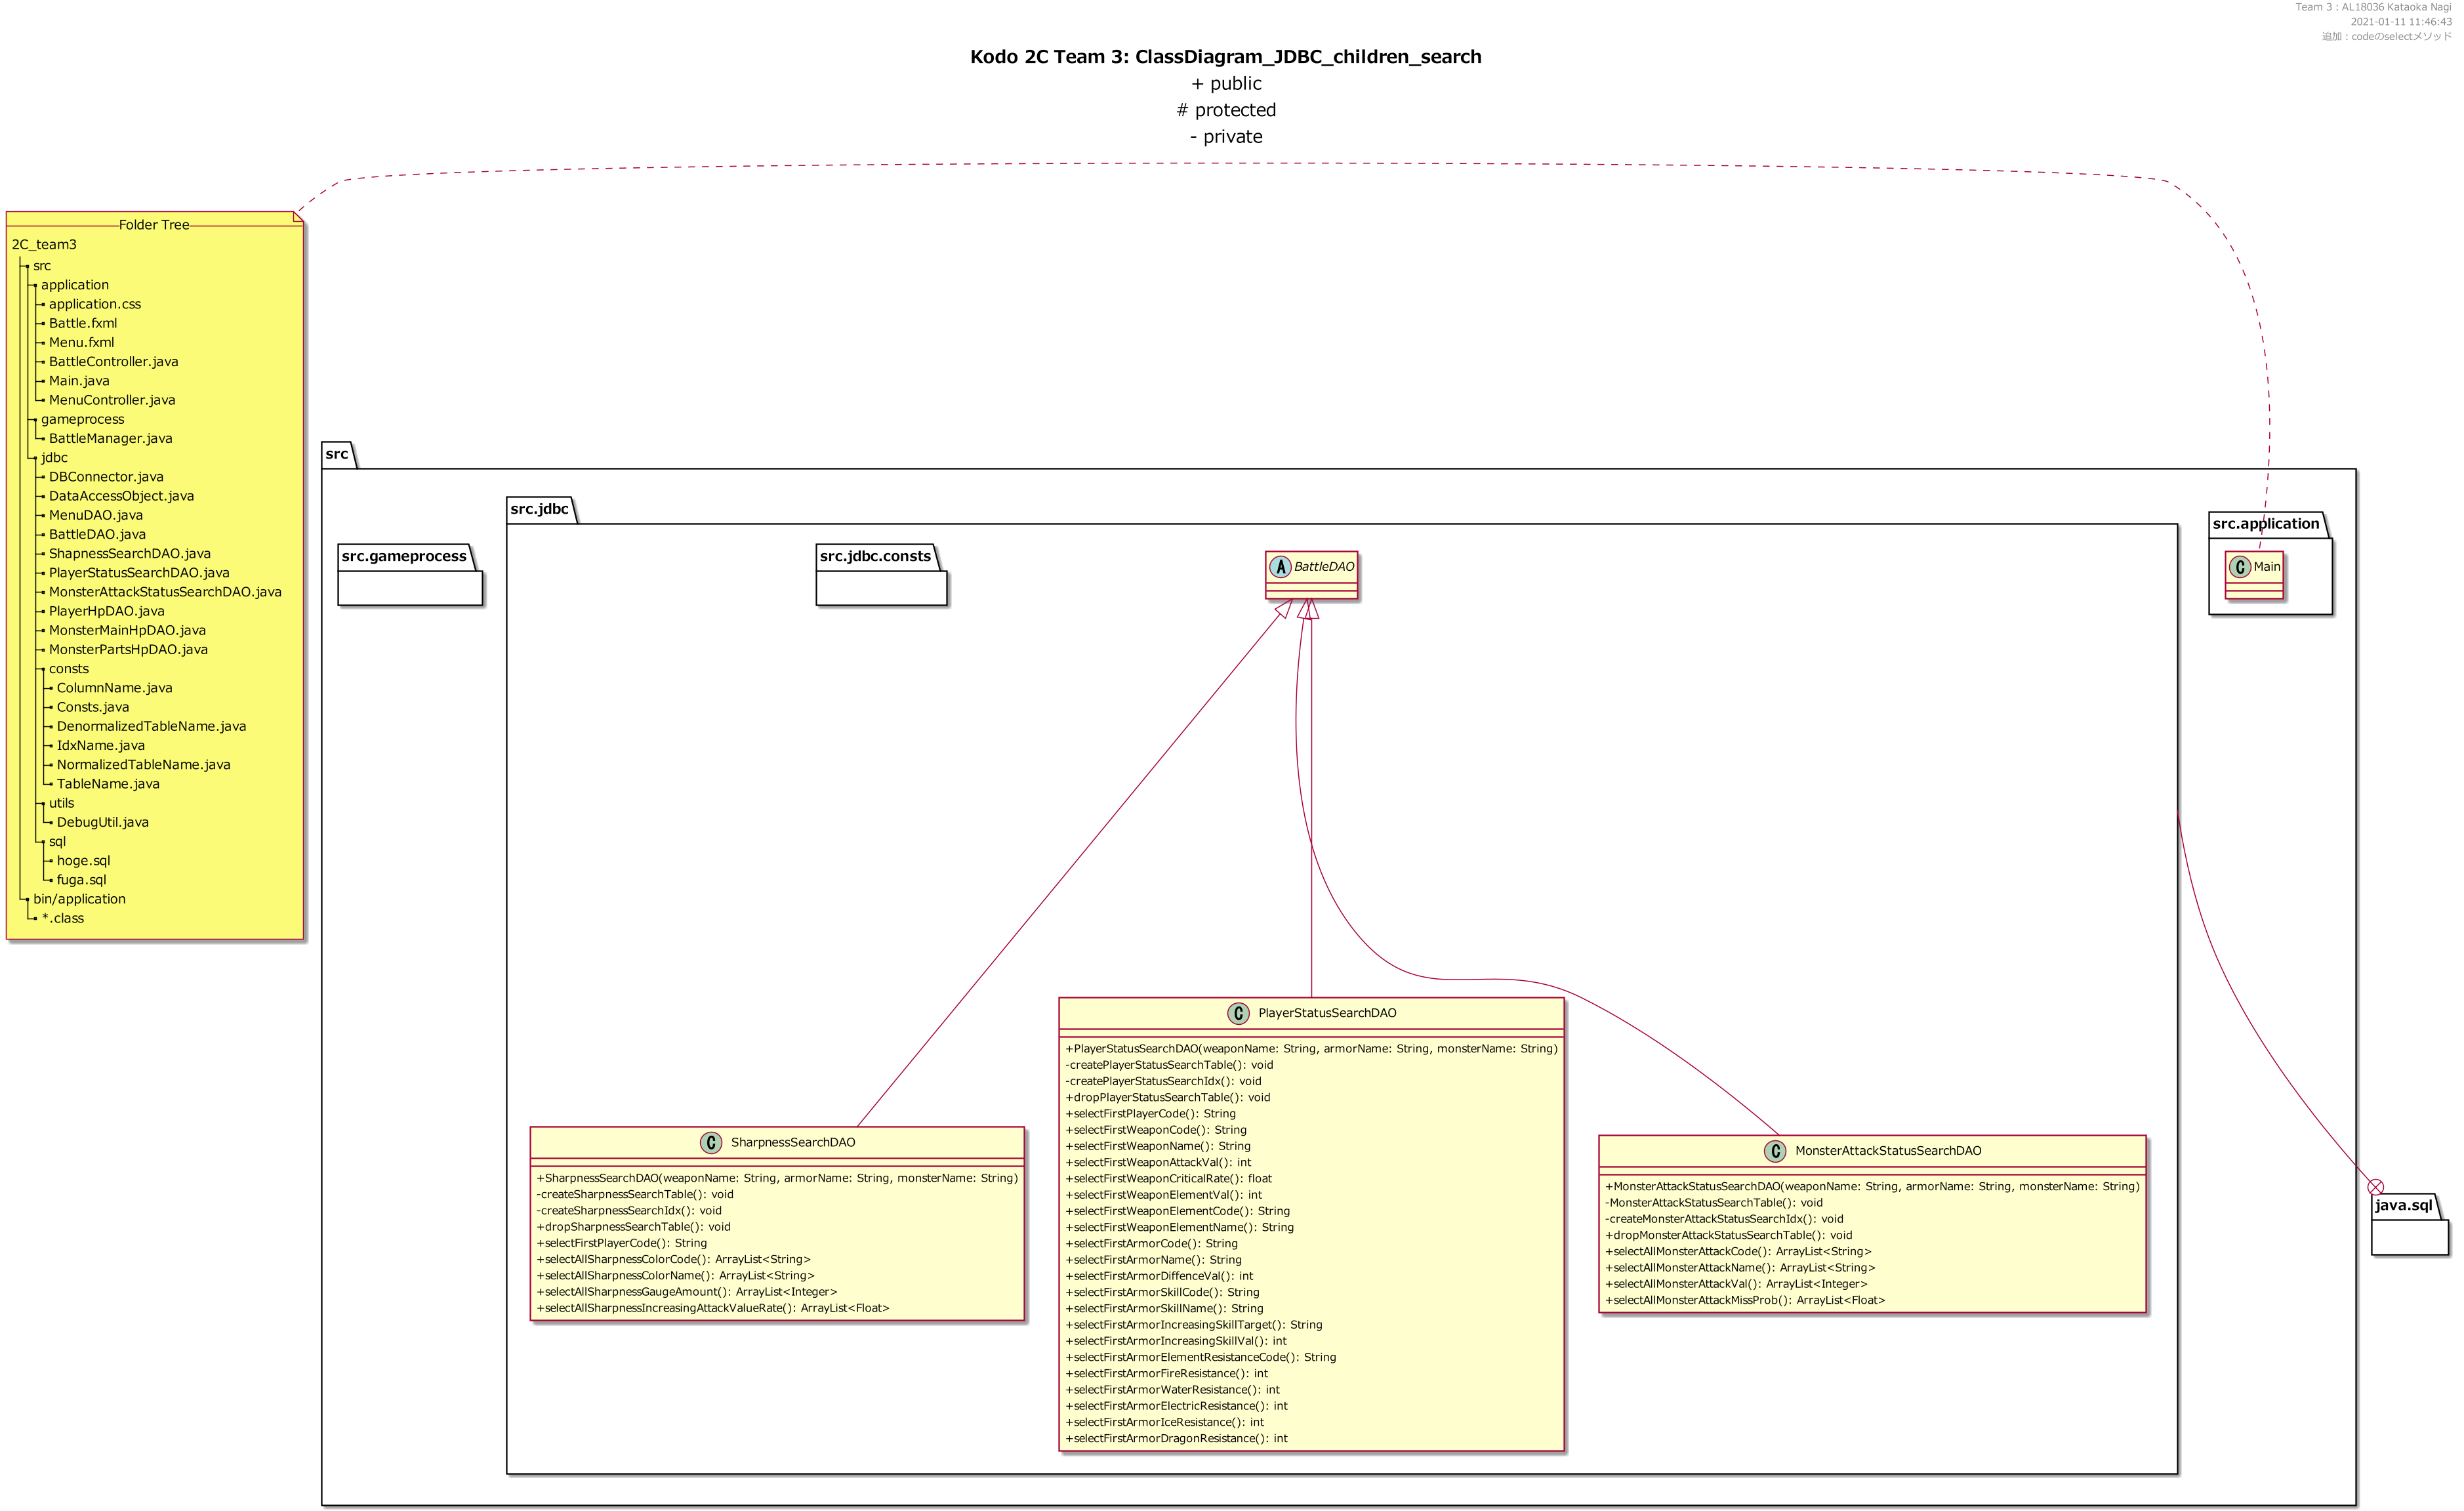 Team 3 : AL18036 Kataoka Nagi
2021-01-11 11:46:43
追加 : codeのselectメソッド
Kodo 2C Team 3: ClassDiagram_JDBC_children_search
+ public
# protected
- private
Folder Tree
2C_team3
src
application
application.css
Battle.fxml
Menu.fxml
BattleController.java
Main.java
MenuController.java
gameprocess
BattleManager.java
jdbc
DBConnector.java
DataAccessObject.java
MenuDAO.java
BattleDAO.java
ShapnessSearchDAO.java
PlayerStatusSearchDAO.java
MonsterAttackStatusSearchDAO.java
PlayerHpDAO.java
MonsterMainHpDAO.java
MonsterPartsHpDAO.java
consts
ColumnName.java
Consts.java
DenormalizedTableName.java
IdxName.java
NormalizedTableName.java
TableName.java
utils
DebugUtil.java
sql
hoge.sql
fuga.sql
bin/application
*.class
src
src.gameprocess
src.jdbc
src.jdbc.consts
A BattleDAO
src.application
C Main
C SharpnessSearchDAO
+SharpnessSearchDAO(weaponName: String, armorName: String, monsterName: String)
-createSharpnessSearchTable(): void
-createSharpnessSearchIdx(): void
+dropSharpnessSearchTable(): void
+selectFirstPlayerCode(): String
+selectAllSharpnessColorCode(): ArrayList<String>
+selectAllSharpnessColorName(): ArrayList<String>
+selectAllSharpnessGaugeAmount(): ArrayList<Integer>
+selectAllSharpnessIncreasingAttackValueRate(): ArrayList<Float>
C PlayerStatusSearchDAO
+PlayerStatusSearchDAO(weaponName: String, armorName: String, monsterName: String)
-createPlayerStatusSearchTable(): void
-createPlayerStatusSearchIdx(): void
+dropPlayerStatusSearchTable(): void
+selectFirstPlayerCode(): String
+selectFirstWeaponCode(): String
+selectFirstWeaponName(): String
+selectFirstWeaponAttackVal(): int
+selectFirstWeaponCriticalRate(): float
+selectFirstWeaponElementVal(): int
+selectFirstWeaponElementCode(): String
+selectFirstWeaponElementName(): String
+selectFirstArmorCode(): String
+selectFirstArmorName(): String
+selectFirstArmorDiffenceVal(): int
+selectFirstArmorSkillCode(): String
+selectFirstArmorSkillName(): String
+selectFirstArmorIncreasingSkillTarget(): String
+selectFirstArmorIncreasingSkillVal(): int
+selectFirstArmorElementResistanceCode(): String
+selectFirstArmorFireResistance(): int
+selectFirstArmorWaterResistance(): int
+selectFirstArmorElectricResistance(): int
+selectFirstArmorIceResistance(): int
+selectFirstArmorDragonResistance(): int
C MonsterAttackStatusSearchDAO
+MonsterAttackStatusSearchDAO(weaponName: String, armorName: String, monsterName: String)
-MonsterAttackStatusSearchTable(): void
-createMonsterAttackStatusSearchIdx(): void
+dropMonsterAttackStatusSearchTable(): void
+selectAllMonsterAttackCode(): ArrayList<String>
+selectAllMonsterAttackName(): ArrayList<String>
+selectAllMonsterAttackVal(): ArrayList<Integer>
+selectAllMonsterAttackMissProb(): ArrayList<Float>
java.sql